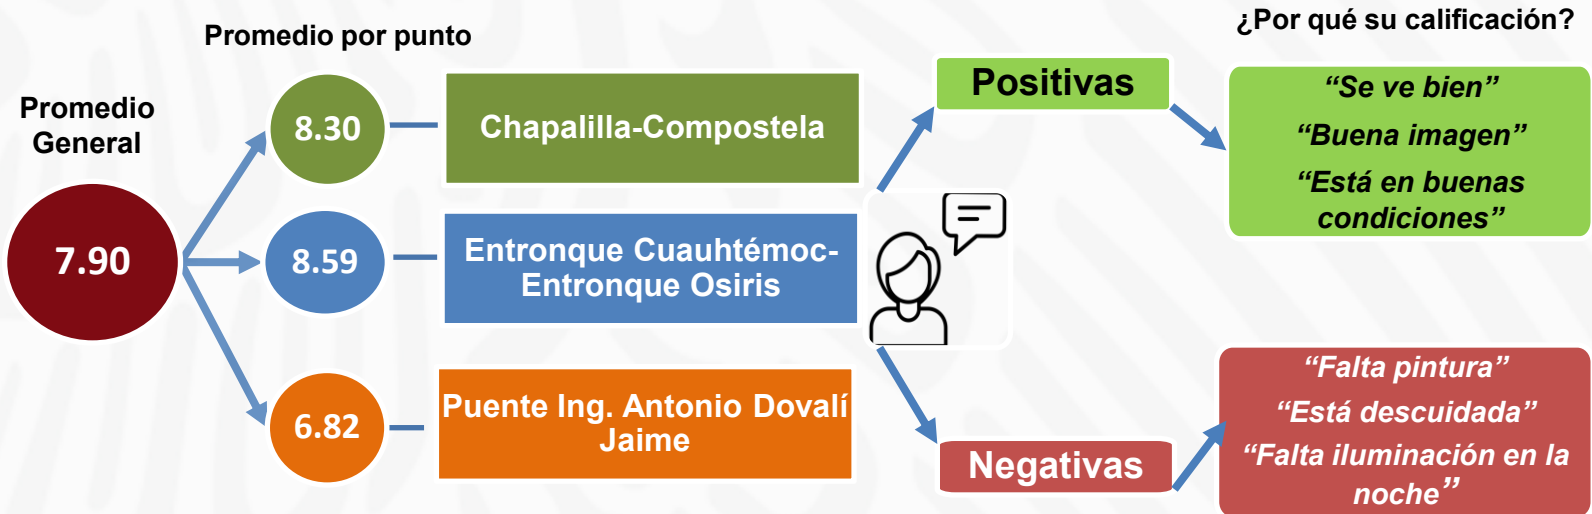 Promedio por punto
¿Por qué su calificación?
Promedio
General
7.90
8.30
Chapalilla-Compostela
8.59
Entronque Cuauhtémoc-
Entronque Osiris
6.82
Puente Ing. Antonio Dovalí
Jaime
Positivas
“Se ve bien”
“Buena imagen”
“Está en buenas
condiciones”
Negativas
“Falta pintura”
“Está descuidada”
“Falta iluminación en la
noche”